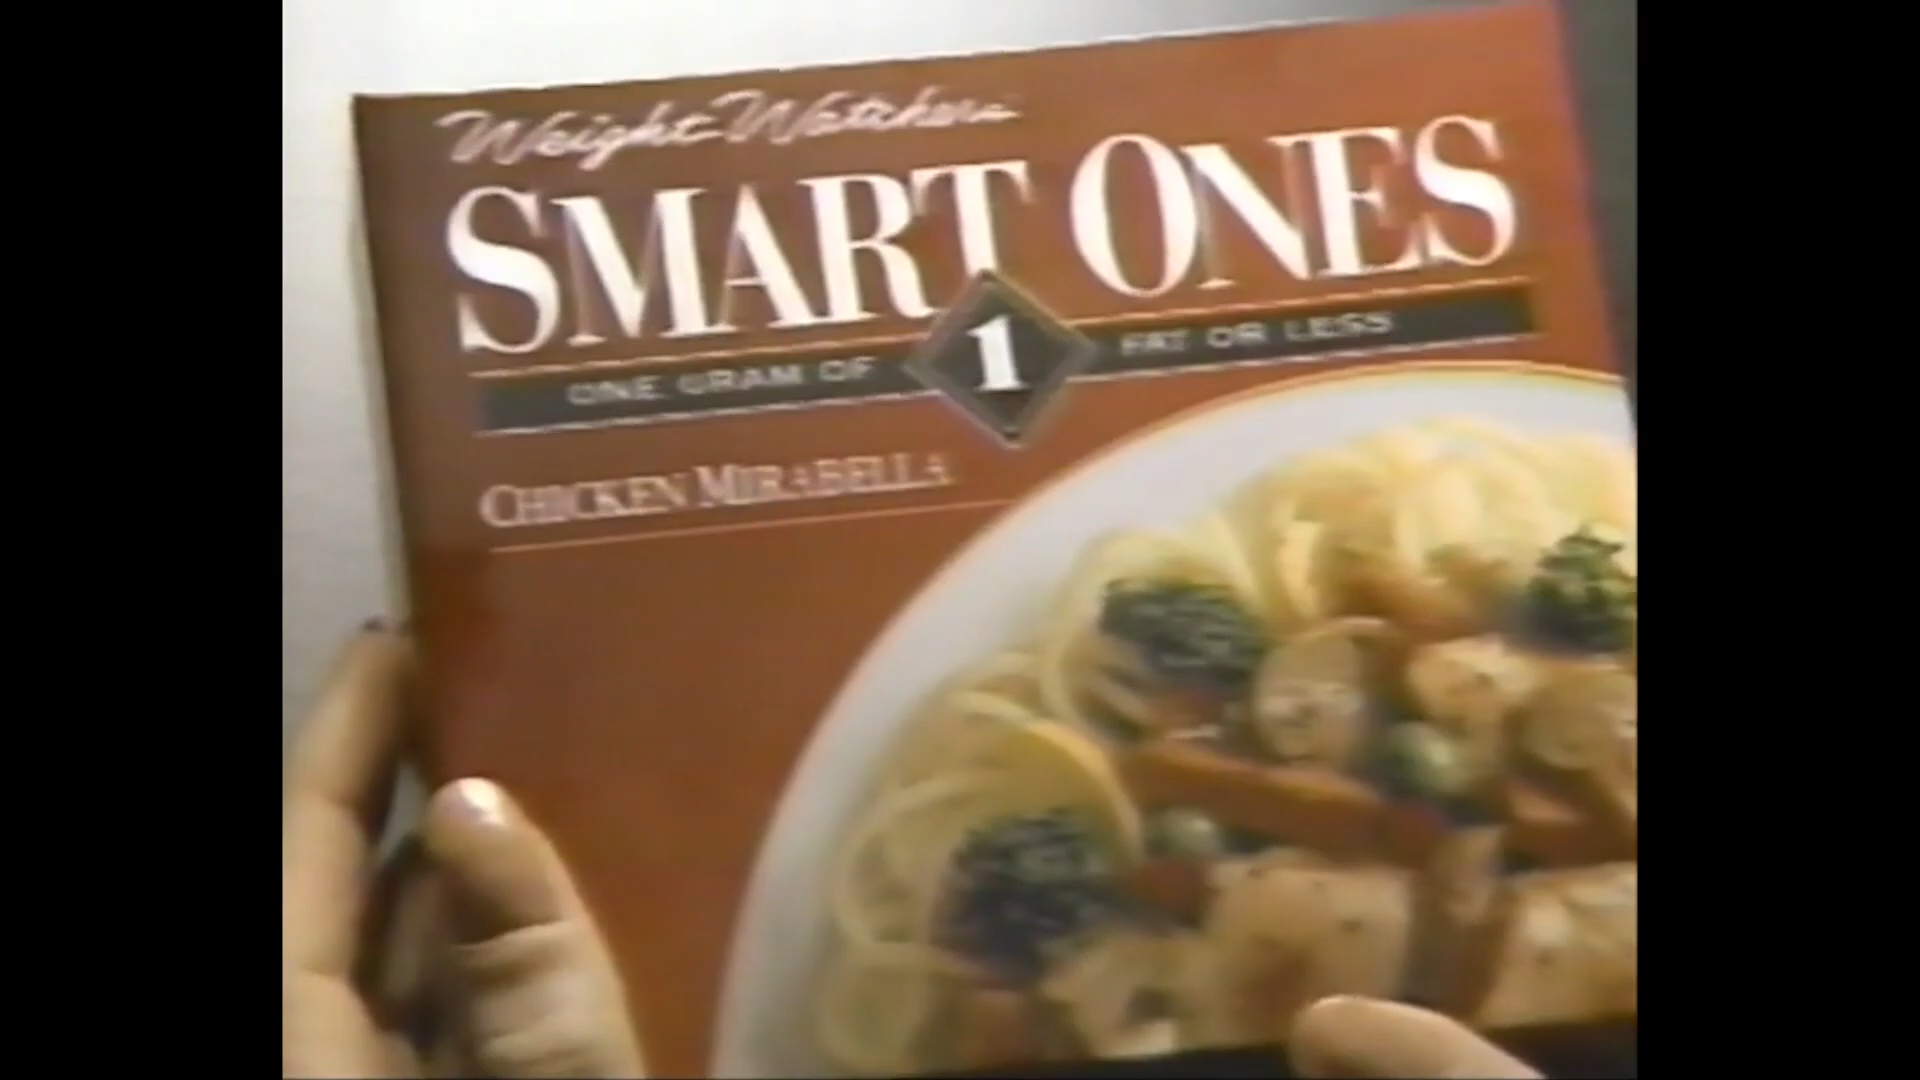 Weight Watchers
SMART ONES
ONE GRAM OF 1 FAT OR LESS
CHICKEN MIRABELLA